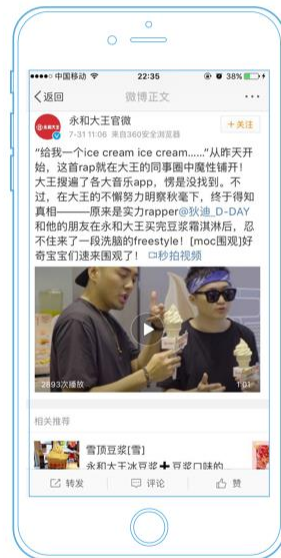 中国移动 22:35 38%
返回 微博正文
永和大王官微
+关注
7-31 11:06 来自360安全浏览器
“给我一个ice cream ice cream……”从昨天开
始，这首rap就在大王的同事圈中魔性铺开！
大王搜遍了各大音乐app，愣是没找到。不
过，在大王的不懈努力明察秋毫下，终于得知
真相———原来是实力rapper@狄迪_D-DAY
和他的朋友在永和大王买完豆浆霜淇淋后，忍
不住来了一段洗脑的freestyle！[moc围观]好
奇宝宝们速来围观了！ 秒拍视频
2893次播放 1:01
相关推荐
雪顶豆浆[雪]
永和大王冰豆浆➕豆浆口味的...
转发 评论 赞